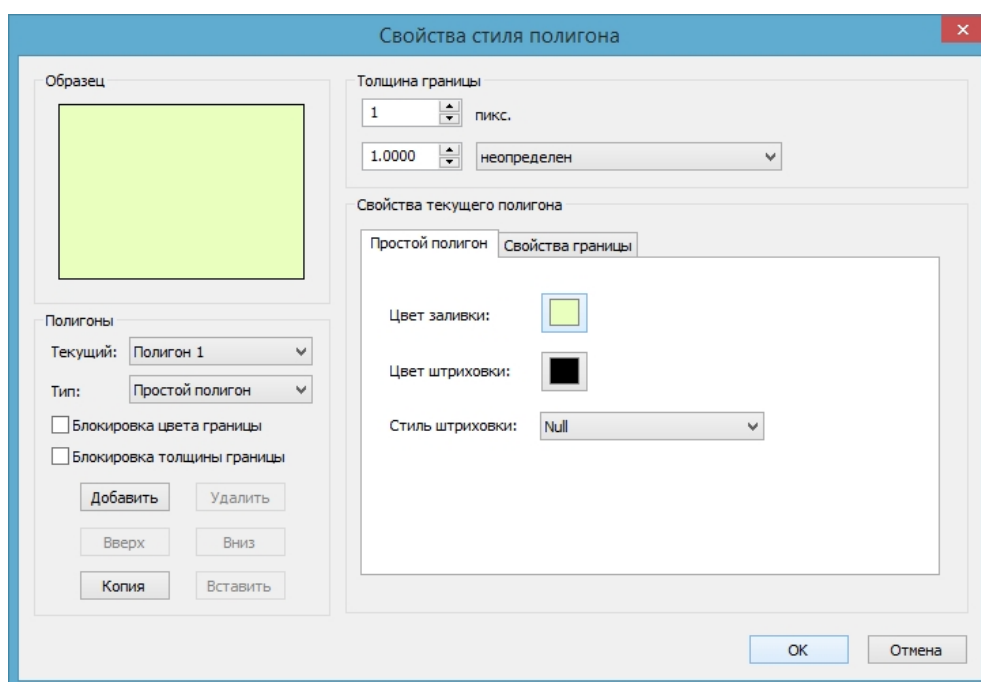 Свойства стиля полигона
Образец
Толщина границы
1 пикс.
1.0000 неопределен
Свойства текущего полигона
Простой полигон Свойства границы
Цвет заливки:
Цвет штриховки:
Стиль штриховки: Null
Полигоны
Текущий: Полигон 1
Тип: Простой полигон
Блокировка цвета границы
Блокировка толщины границы
Добавить Удалить
Вверх Вниз
Копия Вставить
OK Отмена